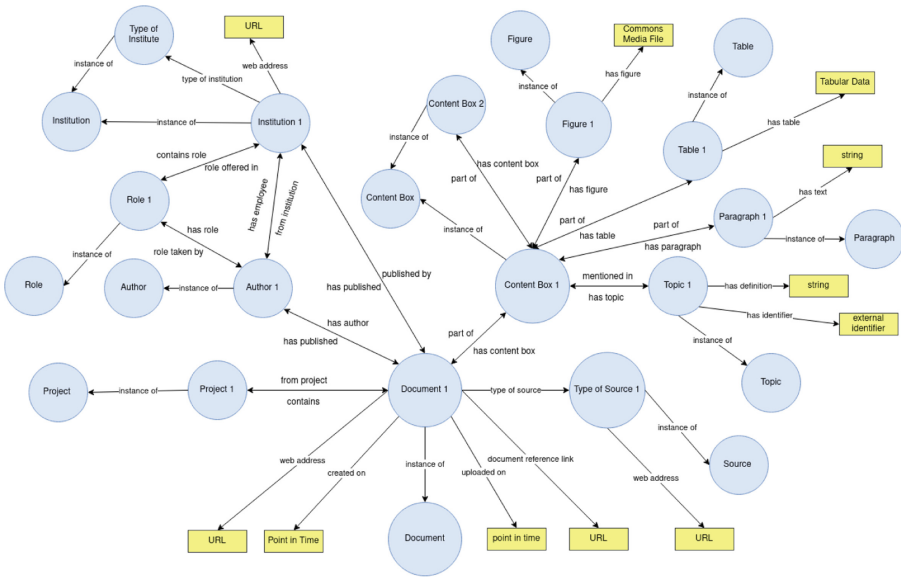 Type of
Institute
URL
Figure
Commons
Media File
Table
instance of
web address
type of institution
instance of
has figure
instance of
Tabular Data
Content Box 2
Institution
instance of
Institution 1
Figure 1
has table
instance of
Table 1
string
contains role
role offered in
has content box
part of
part of
has figure
has text
Content Box
Role 1
has employee
from institution
part of
has table
part of
has paragraph
Paragraph 1
instance of
Paragraph
has role
role taken by
instance of
instance of
published by
has published
Role
Author
instance of
Author 1
Content Box 1
mentioned in
has topic
Topic 1
has definition
string
has identifier
external
identifier
has author
has published
part of
has content box
instance of
Project
instance of
Project 1
from project
contains
Document 1
type of source
Type of Source 1
Topic
instance of
web address
created on
instance of
uploaded on
document reference link
web address
Source
URL
Point in Time
Document
point in time
URL
URL